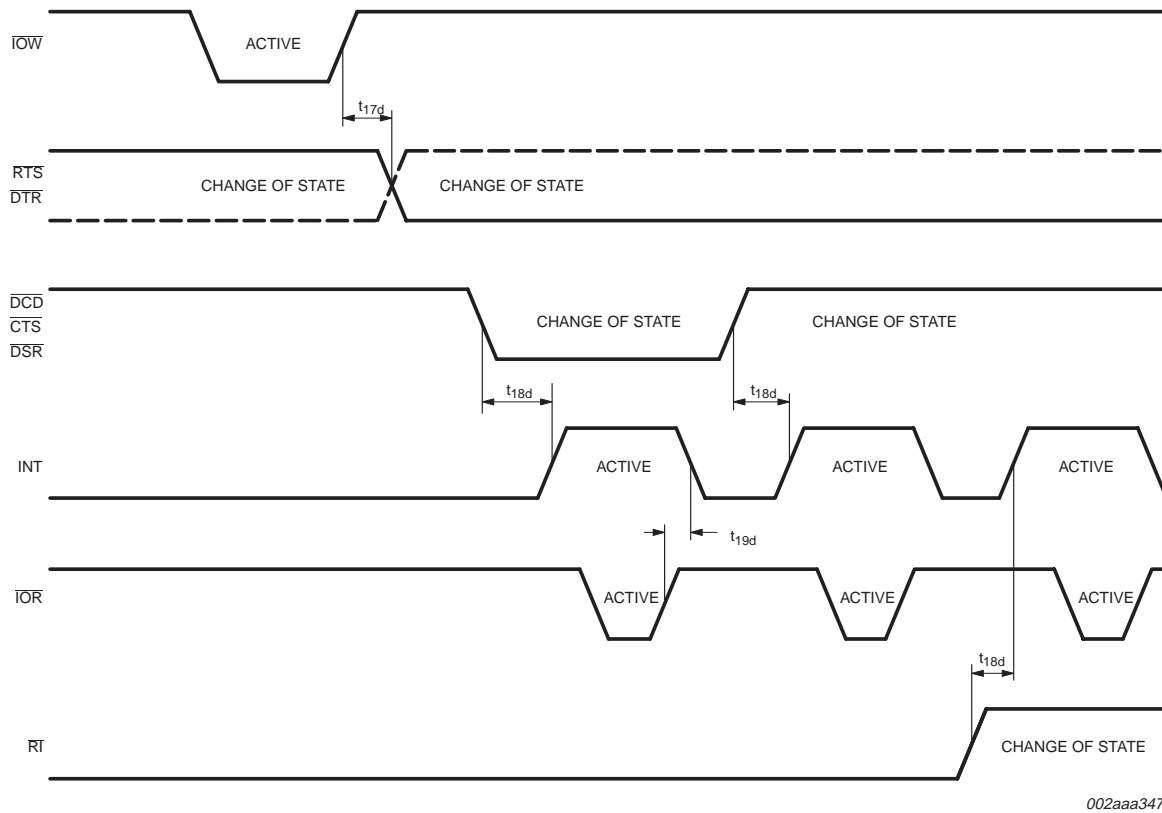 IOW
ACTIVE
t17d
RTS
DTR
CHANGE OF STATE
CHANGE OF STATE
DCD
CTS
DSR
CHANGE OF STATE
CHANGE OF STATE
t18d
t18d
INT
ACTIVE
ACTIVE
ACTIVE
t19d
IOR
ACTIVE
ACTIVE
ACTIVE
t18d
RI
CHANGE OF STATE
002aaa347